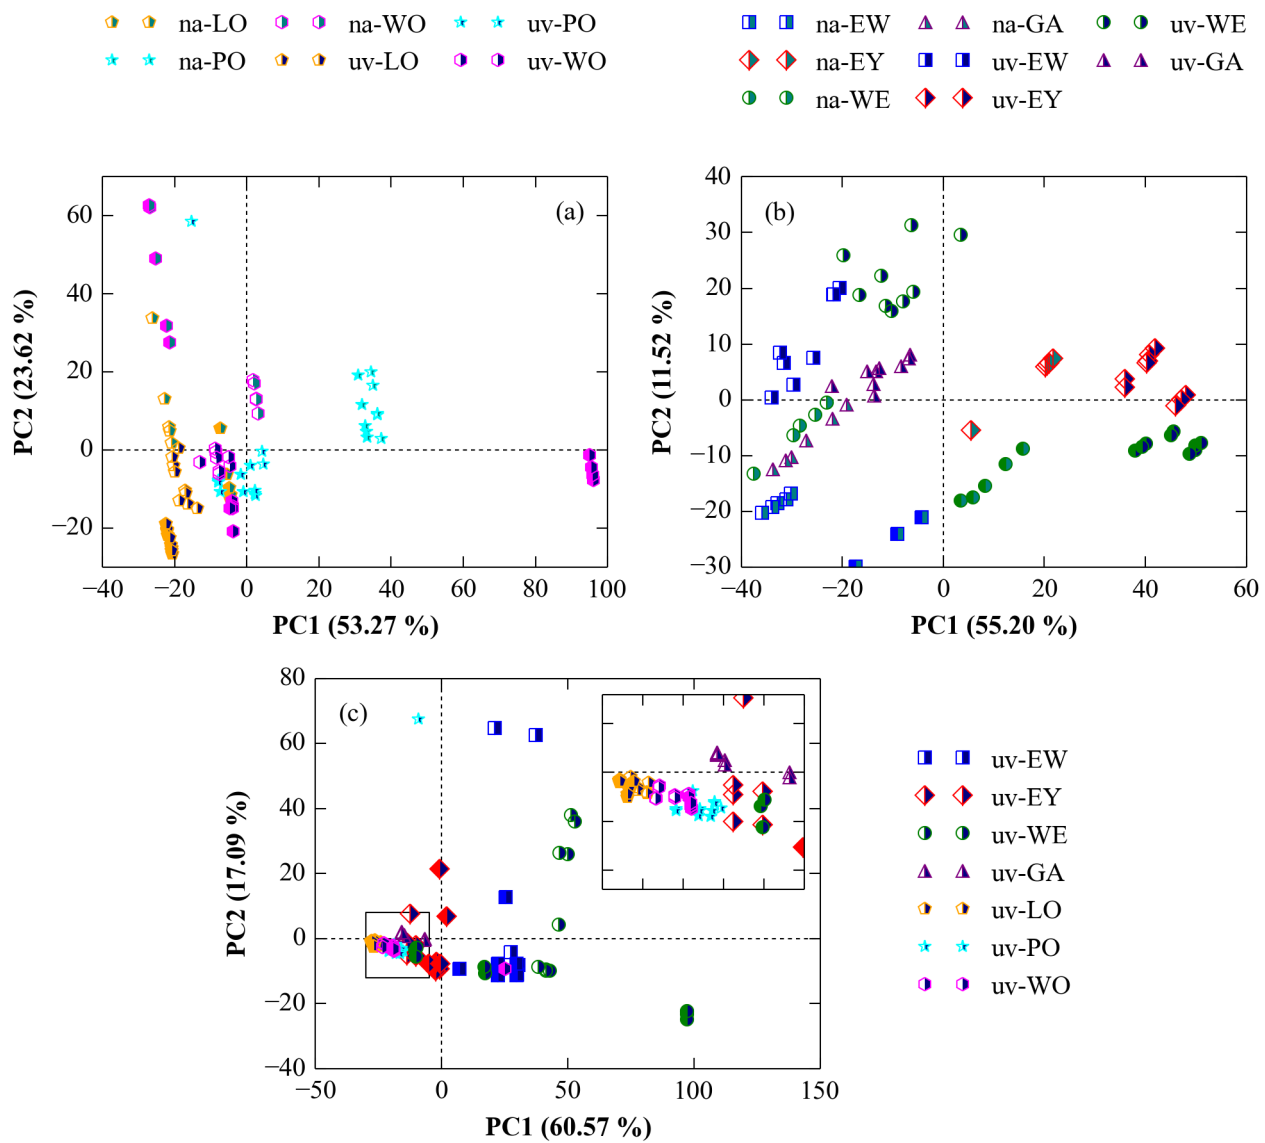 na-LO na-WO uv-PO
na-PO uv-LO uv-WO
na-EW na-GA uv-WE
na-EY uv-EW uv-GA
na-WE uv-EY
(a)
60
40
20
0
−20
PC2 (23.62 %)
−40 −20 0 20 40 60 80 100
PC1 (53.27 %)
(b)
40
30
20
10
0
−10
−20
−30
PC2 (11.52 %)
−40 −20 0 20 40 60
PC1 (55.20 %)
(c)
80
60
40
20
0
−20
−40
PC2 (17.09 %)
−50 0 50 100 150
PC1 (60.57 %)
uv-EW
uv-EY
uv-WE
uv-GA
uv-LO
uv-PO
uv-WO